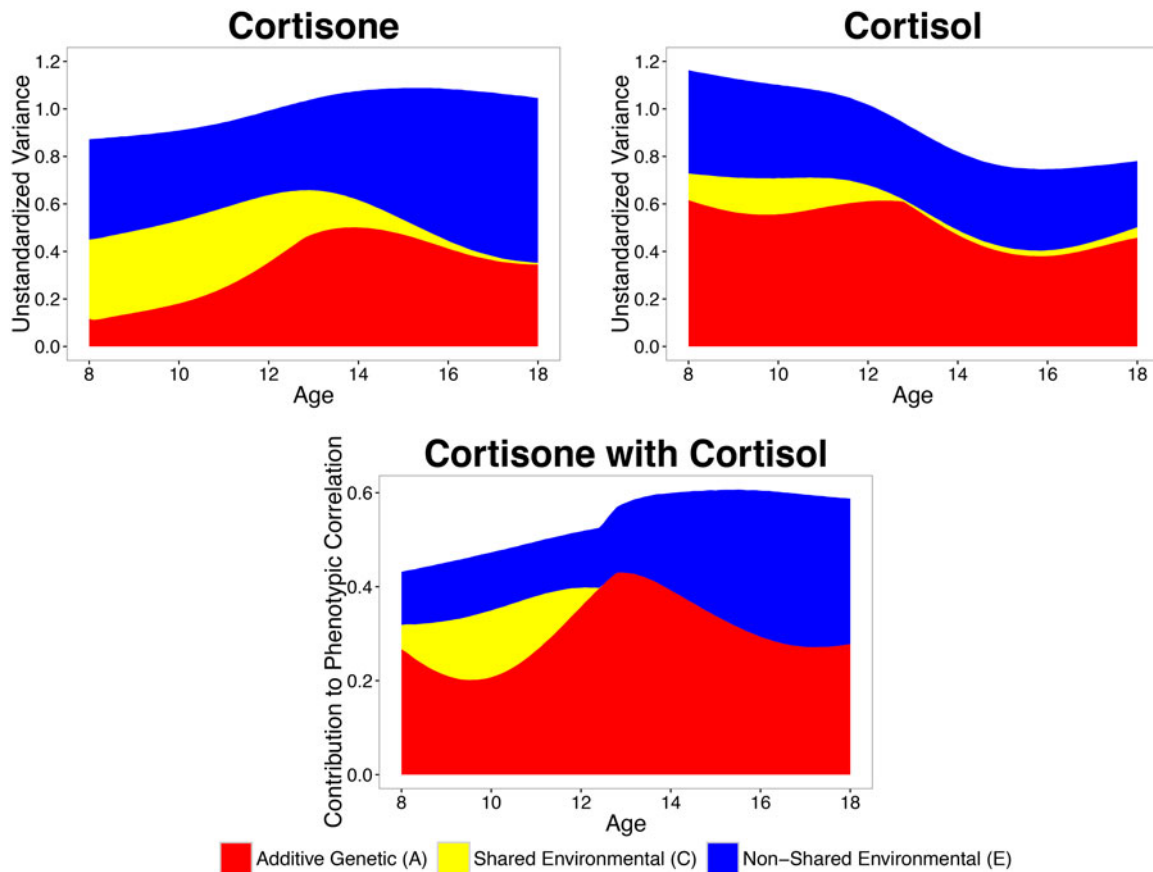 Cortisone
Unstandardized Variance
1.2
1.0
0.8
0.6
0.4
0.2
0.0
8 10 12 14 16 18
Age
Cortisol
Unstandardized Variance
1.2
1.0
0.8
0.6
0.4
0.2
0.0
8 10 12 14 16 18
Age
Cortisone with Cortisol
Contribution to Phenotypic Correlation
0.6
0.4
0.2
0.0
8 10 12 14 16 18
Age
Additive Genetic (A) Shared Environmental (C) Non−Shared Environmental (E)